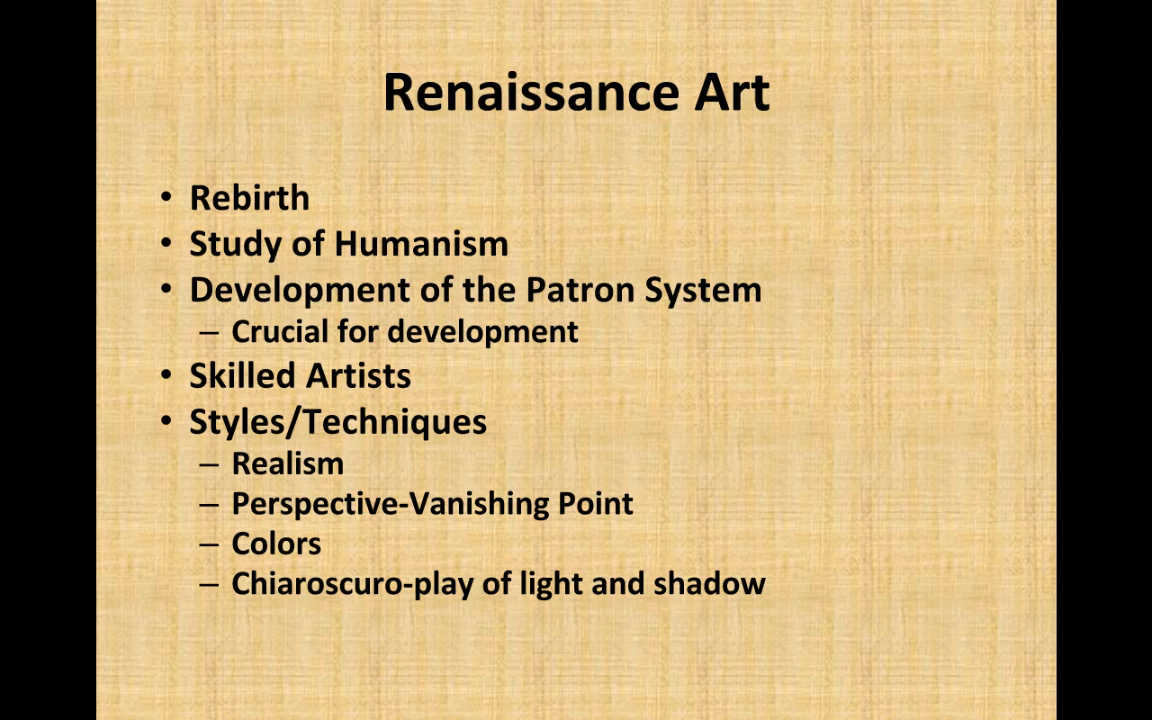 Renaissance Art
• Rebirth
• Study of Humanism
• Development of the Patron System
– Crucial for development
• Skilled Artists
• Styles/Techniques
– Realism
– Perspective-Vanishing Point
– Colors
– Chiaroscuro-play of light and shadow